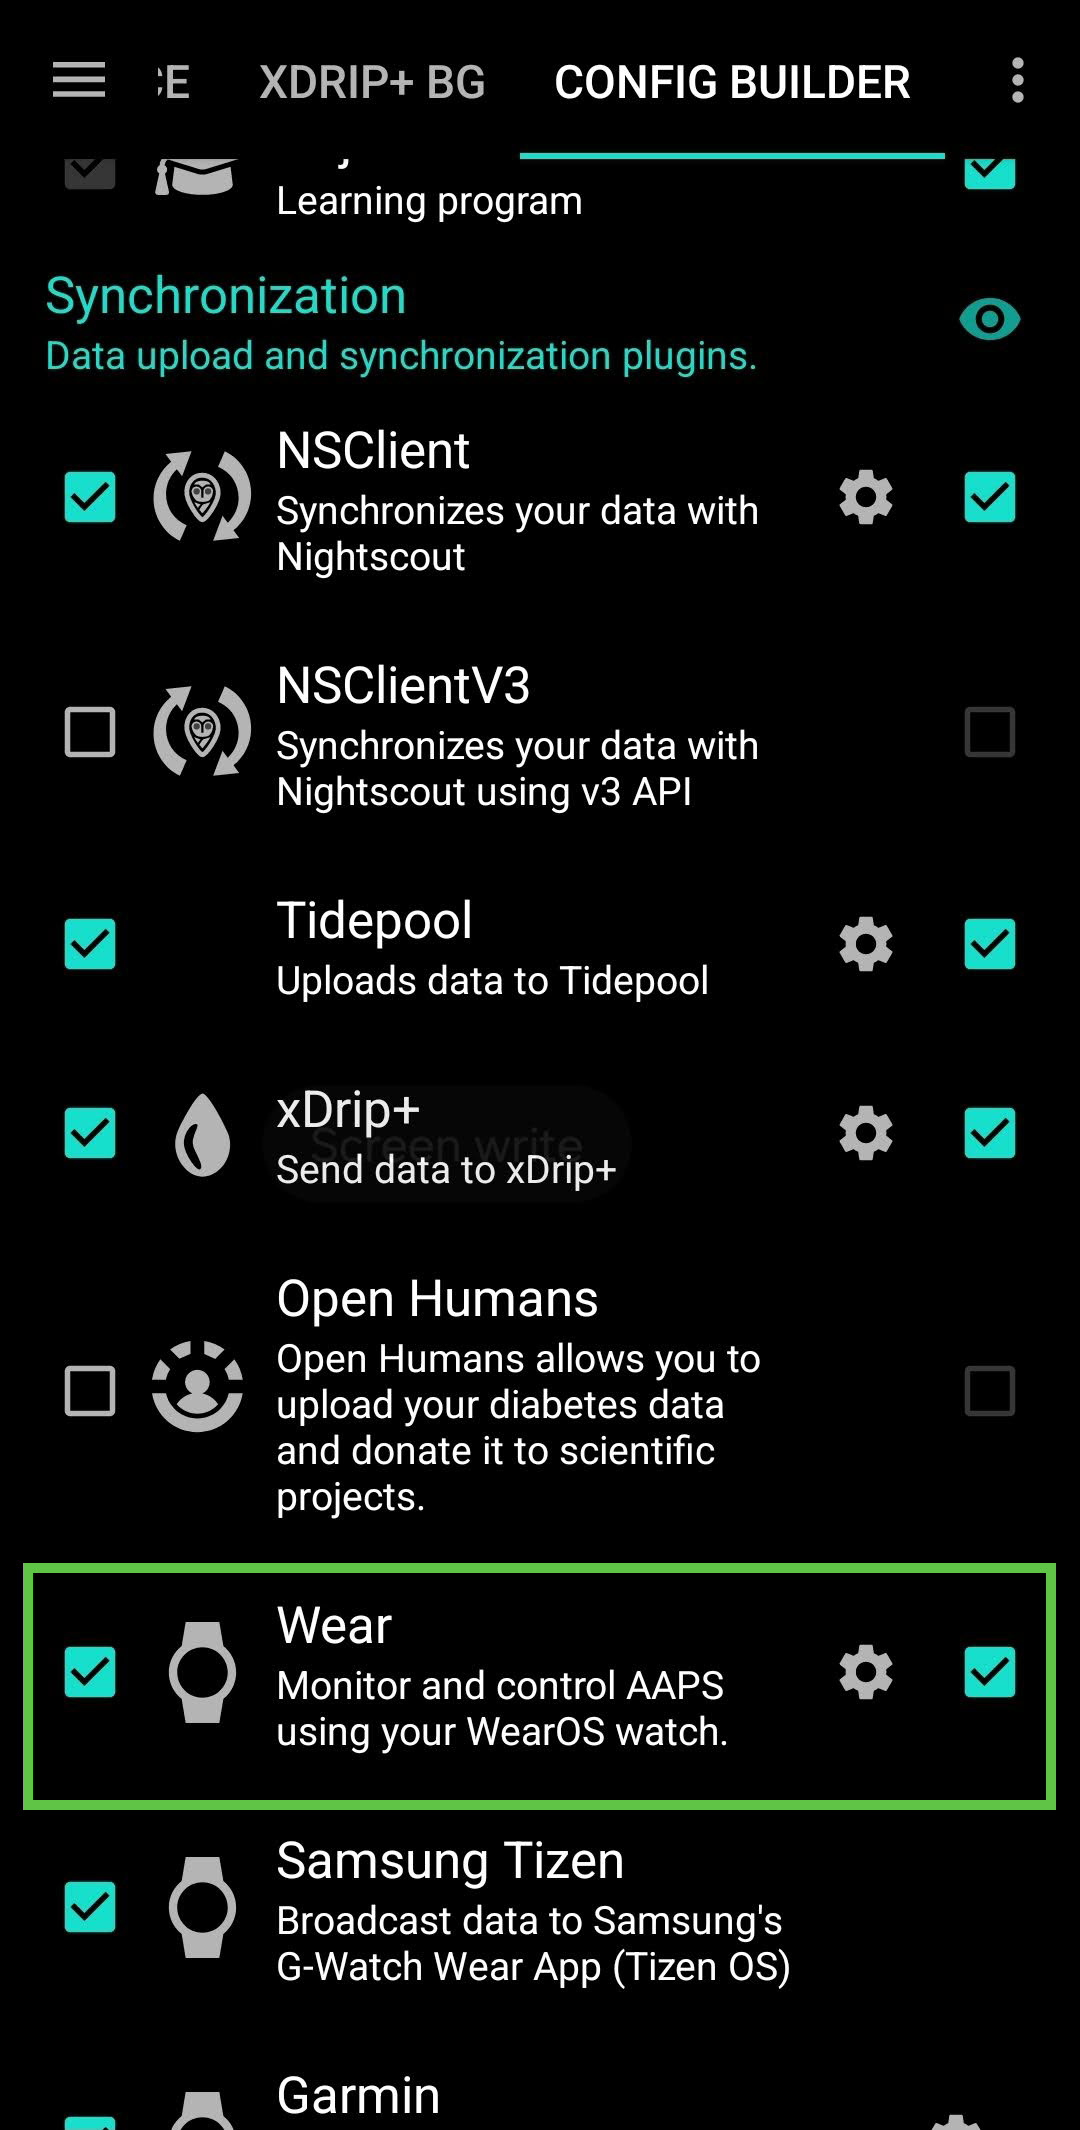 XDRIP+ BG CONFIG BUILDER
Learning program
Synchronization
Data upload and synchronization plugins.
NSClient
Synchronizes your data with
Nightscout
NSClientV3
Synchronizes your data with
Nightscout using v3 API
Tidepool
Uploads data to Tidepool
xDrip+
Screen write
Send data to xDrip+
Open Humans
Open Humans allows you to
upload your diabetes data
and donate it to scientific
projects.
Wear
Monitor and control AAPS
using your WearOS watch.
Samsung Tizen
Broadcast data to Samsung's
G-Watch Wear App (Tizen OS)
Garmin